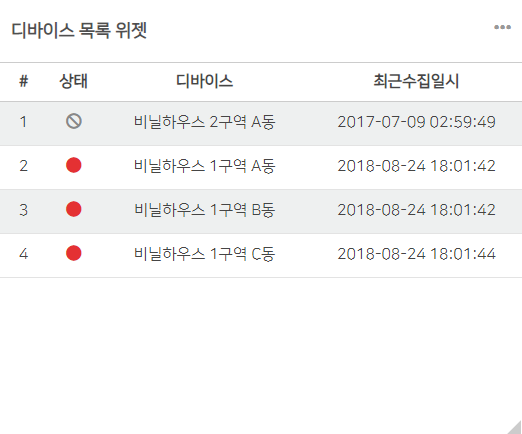 디바이스 목록 위젯
# 상태 디바이스 최근수집일시
1 비닐하우스 2구역 A동 2017-07-09 02:59:49
2 비닐하우스 1구역 A동 2018-08-24 18:01:42
3 비닐하우스 1구역 B동 2018-08-24 18:01:42
4 비닐하우스 1구역 C동 2018-08-24 18:01:44